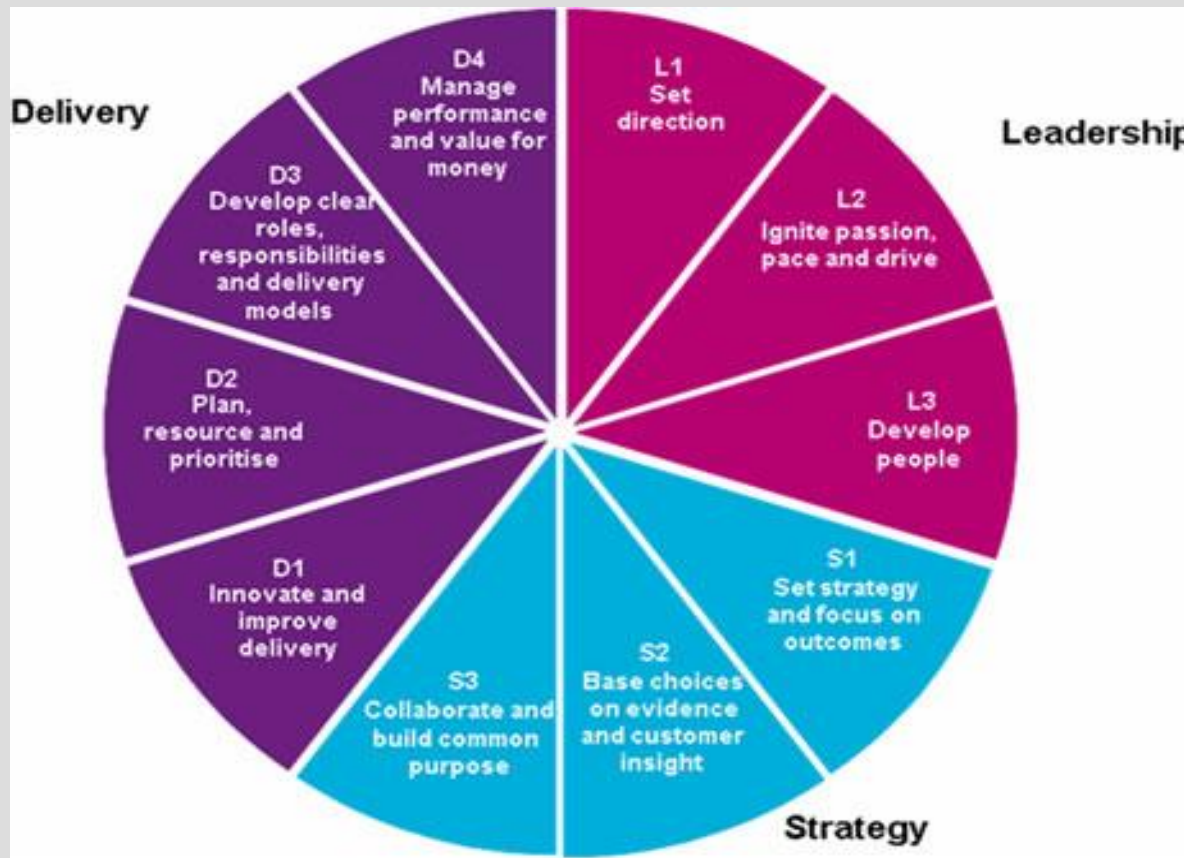 Delivery
Leadership
Strategy
L1
Set
direction
L2
Ignite passion,
pace and drive
L3
Develop
people
S1
Set strategy
and focus on
outcomes
S2
Base choices
on evidence
and customer
insight
S3
Collaborate and
build common
purpose
D1
Innovate and
improve
delivery
D2
Plan,
resource and
prioritise
D3
Develop clear
roles,
responsibilities
and delivery
models
D4
Manage
performance
and value for
money